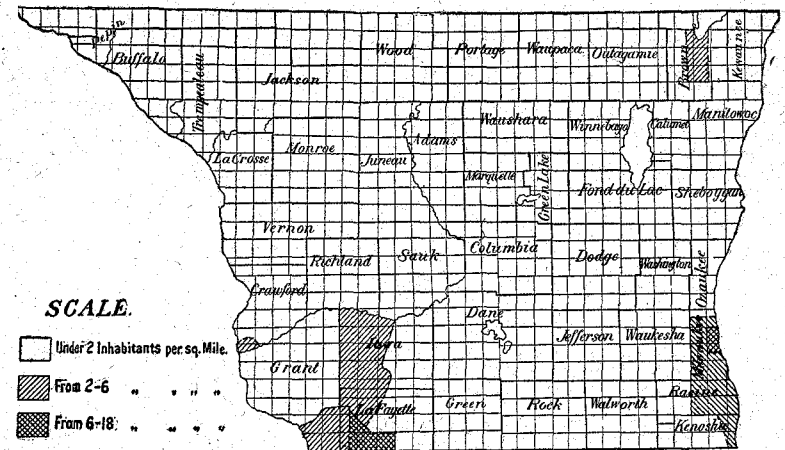 Pepin
Buffalo
Trempealeau
Jackson
Wood
Portage
Waupaca
Outagamie
Brown
Kewaunee
La Crosse
Monroe
Juneau
Adams
Waushara
Winnebago
Calumet
Manitowoc
Marquette
Green Lake
Fond du Lac
Sheboygan
Vernon
Richland
Sauk
Columbia
Dodge
Washington
Ozaukee
Crawford
Grant
Iowa
Dane
Jefferson
Waukesha
Milwaukee
La Fayette
Green
Rock
Walworth
Racine
Kenosha
SCALE.
Under 2 Inhabitants per sq. Mile.
From 2-6 " " " "
From 6-18 " " " "